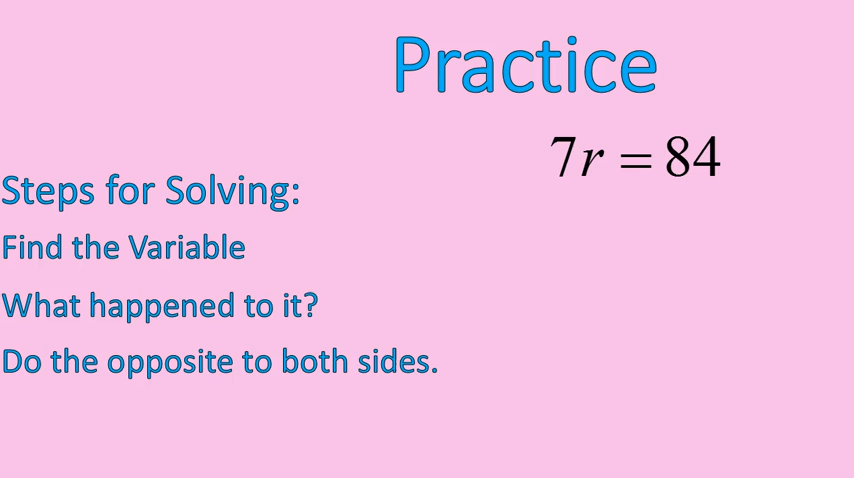 Practice
7r = 84
Steps for Solving:
Find the Variable
What happened to it?
Do the opposite to both sides.